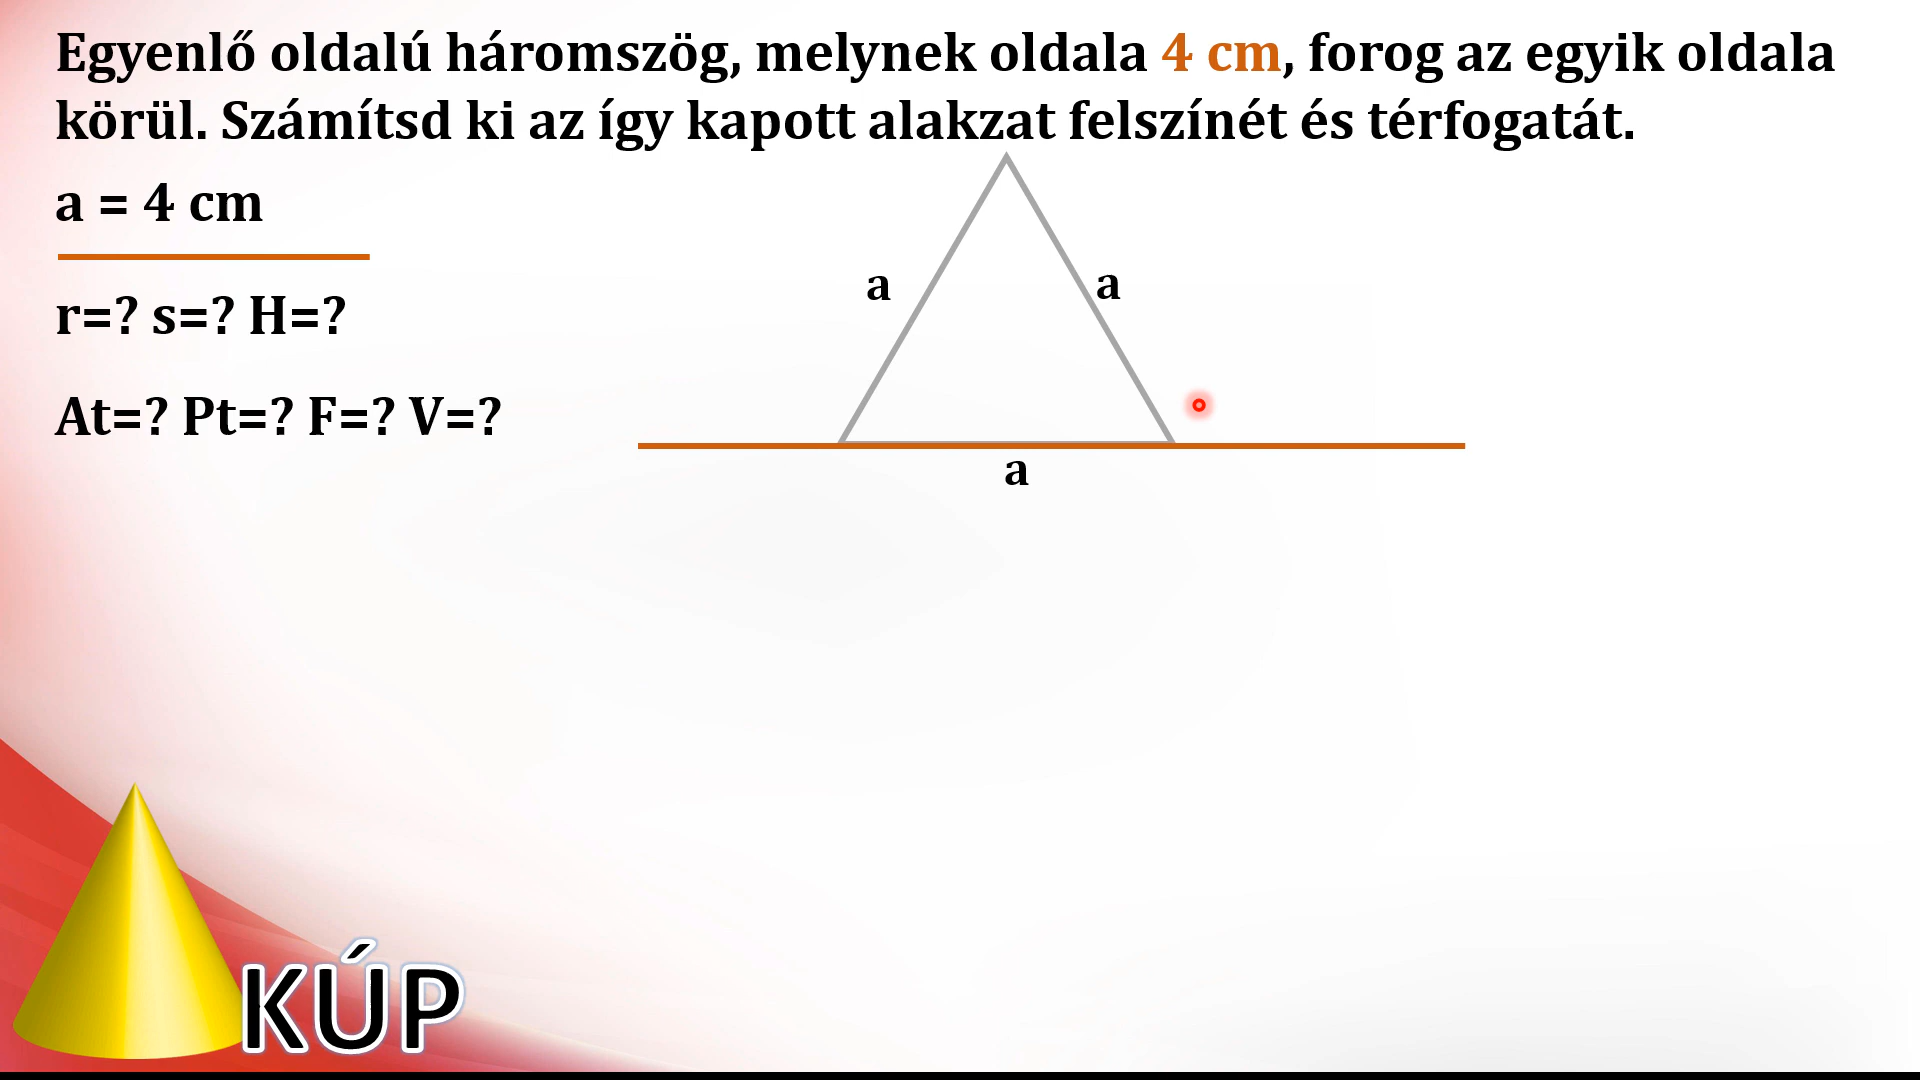 Egyenlő oldalú háromszög, melynek oldala 4 cm, forog az egyik oldala
körül. Számítsd ki az így kapott alakzat felszínét és térfogatát.
a = 4 cm
r=? s=? H=?
At=? Pt=? F=? V=?
a
a
a
KÚP